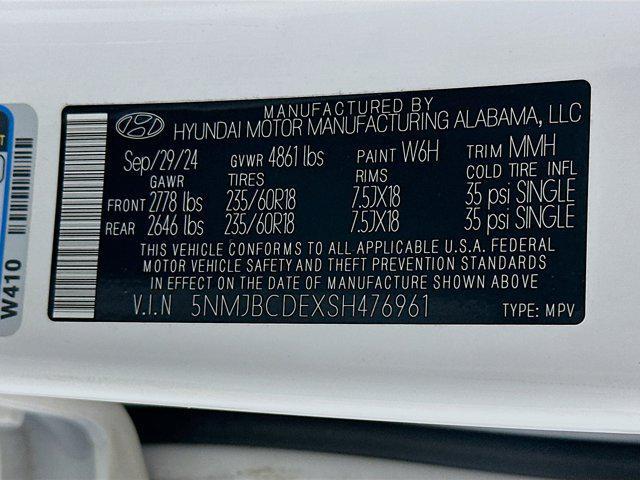 MANUFACTURED BY
HYUNDAI MOTOR MANUFACTURING ALABAMA, LLC
Sep/29/24 GVWR 4861 lbs PAINT W6H TRIM MMH
GAWR TIRES RIMS COLD TIRE INFL
FRONT 2778 lbs 235/60R18 7.5JX18 35 psi SINGLE
REAR 2646 lbs 235/60R18 7.5JX18 35 psi SINGLE
THIS VEHICLE CONFORMS TO ALL APPLICABLE U.S.A. FEDERAL
MOTOR VEHICLE SAFETY AND THEFT PREVENTION STANDARDS
IN EFFECT ON THE DATE OF MANUFACTURE SHOWN ABOVE
V.I.N 5NMJBCDEXSH476961 TYPE: MPV
W410